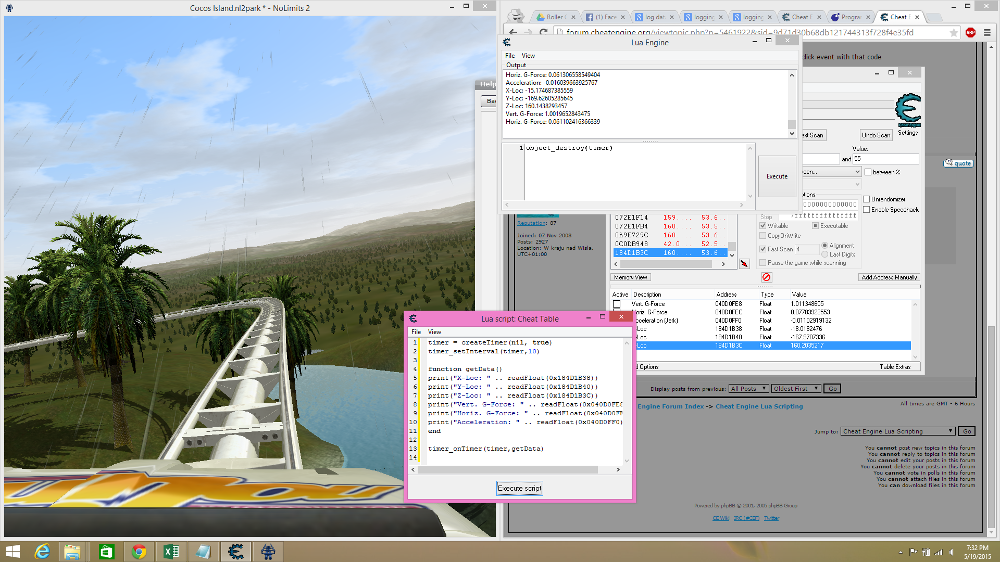 Cocos Island.nl2park * - NoLimits 2
Help
Ba
Roller C
(1) Face
log dat
logging
logging
Cheat E
Progra
Cheat E
forum.cheatengine.org/viewtopic.php?p=5461922&sid=9d71d30b68db121744313f728f4e35fd
ABP
Lua Engine
File View
Output
Horiz. G-Force: 0.061306558549404
Acceleration: -0.016039663925767
X-Loc: -15.174687385559
Y-Loc: -169.62605285645
Z-Loc: 160.1438293457
Vert. G-Force: 1.0019652843475
Horiz. G-Force: 0.061102416366339
1 object_destroy(timer)
Execute
click event with that code
Cheat Engine
Settings
ext Scan
Undo Scan
Value:
and 55
een...
between %
quote
ptions
0000000000000000
Stop
7fffffffffffffff
Unrandomizer
Enable Speedhack
Writable
Executable
CopyOnWrite
Fast Scan 4
Alignment
Last Digits
Pause the game while scanning
Reputation: 87
Joined: 07 Nov 2008
Posts: 2927
Location: W kraju nad Wisla.
UTC+01:00
072E1F14 159.... 53.6..
072E1FB4 160.... 53.5..
0A9E729C 160.... 53.6..
0C0DB948 42.0... 52.5..
184D1B3C 160.... 53.6..
Memory View
Add Address Manually
Active Description Address Type Value
Vert. G-Force 040D0FE8 Float 1.011348605
Horiz. G-Force 040D0FEC Float 0.07783922553
cceleration (Jerk) 040D0FF0 Float -0.01102919132
-Loc 184D1B38 Float -18.0182476
-Loc 184D1B40 Float -167.9707336
-Loc 184D1B3C Float 160.2035217
d Options
Table Extras
Lua script: Cheat Table
File View
1 timer = createTimer(nil, true)
2 timer_setInterval(timer,10)
3
4 function getData()
5 print("X-Loc: " .. readFloat(0x184D1B38))
6 print("Y-Loc: " .. readFloat(0x184D1B40))
7 print("Z-Loc: " .. readFloat(0x184D1B3C))
8 print("Vert. G-Force: " .. readFloat(0x040D0FE8
9 print("Horiz. G-Force: " .. readFloat(0x040D0FE
10 print("Acceleration: " .. readFloat(0x040D0FF0)
11 end
12
13 timer_onTimer(timer,getData)
14
Execute script
Display posts from previous: All Posts Oldest First Go
Engine Forum Index -> Cheat Engine Lua Scripting
All times are GMT - 6 Hours
Jump to: Cheat Engine Lua Scripting Go
You cannot post new topics in this forum
You cannot reply to topics in this forum
You cannot edit your posts in this forum
You cannot delete your posts in this forum
You cannot vote in polls in this forum
You cannot attach files in this forum
You can download files in this forum
Powered by phpBB © 2001, 2005 phpBB Group
CE Wiki IRC (#CEF) Twitter
7:32 PM
5/19/2015